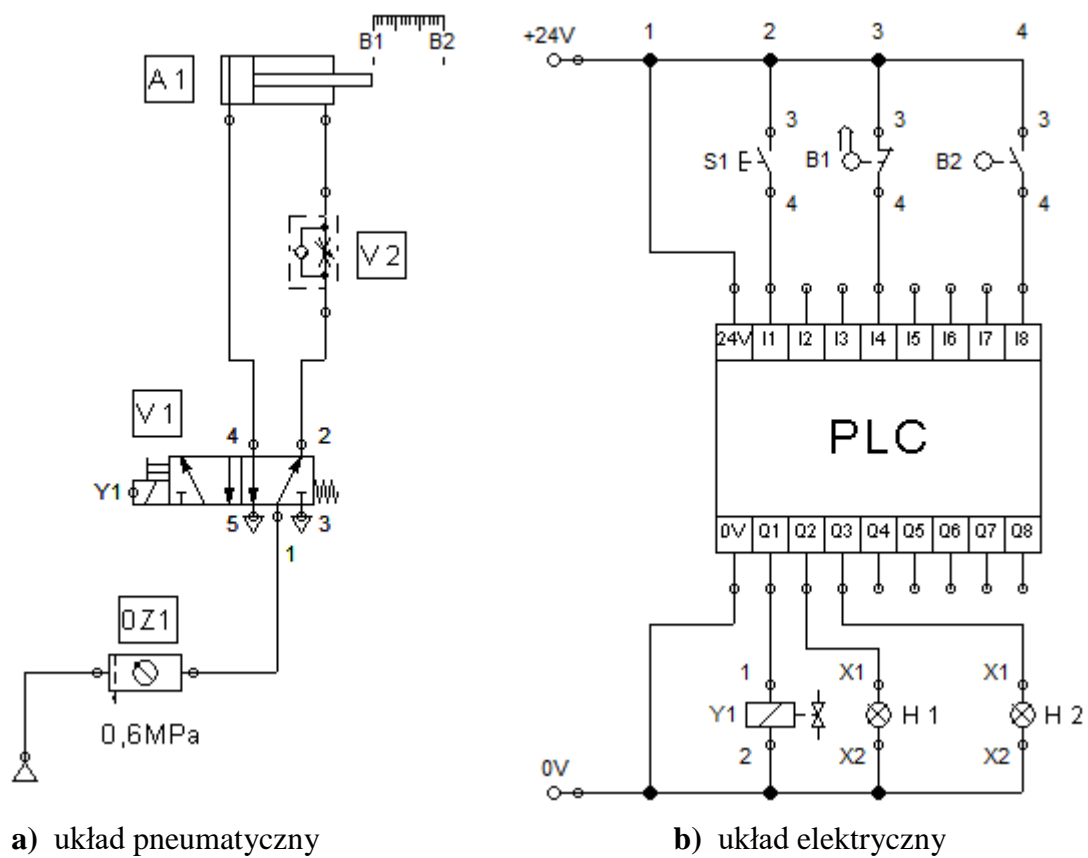 B1 B2
A 1
V 2
V 1
4 2
Y1
5 3
1
0Z1
0,6MPa
a) układ pneumatyczny
+24V 1 2 3 4
3 3 3
S1 B1 B2
4 4 4
24V I1 I2 I3 I4 I5 I6 I7 I8
PLC
0V Q1 Q2 Q3 Q4 Q5 Q6 Q7 Q8
1 X1 X1
Y1 H 1 H 2
2 X2 X2
0V
b) układ elektryczny